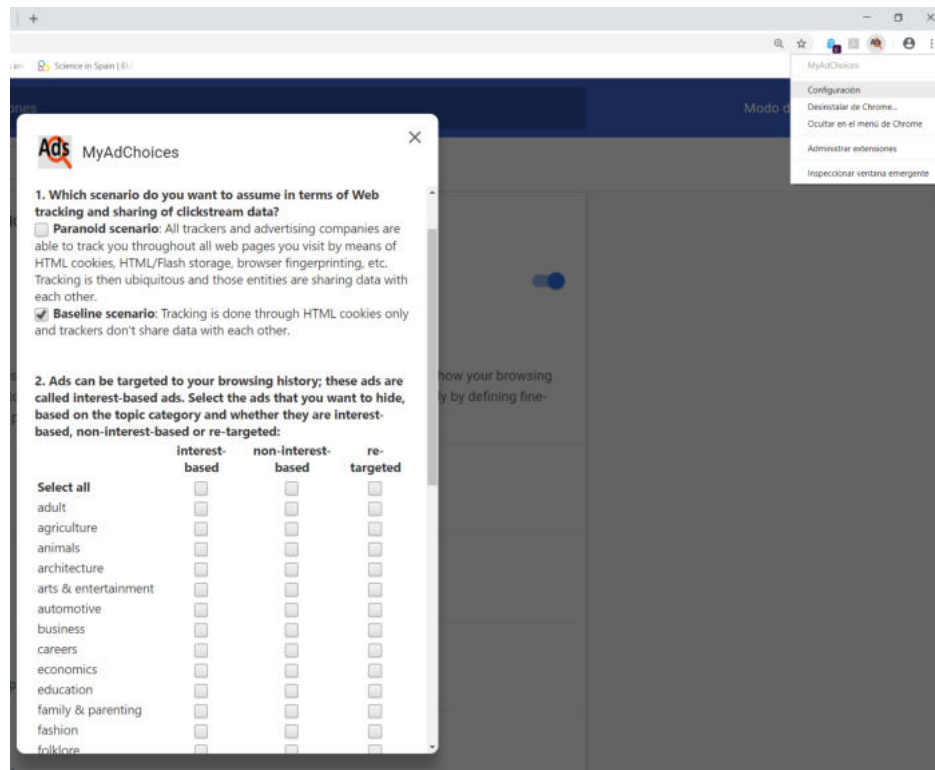 +
Science in Spain | EU
MyAdChoices
Configuración
Desinstalar de Chrome...
Ocultar en el menú de Chrome
Administrar extensiones
Inspeccionar ventana emergente
Modo d
Ads
MyAdChoices
1. Which scenario do you want to assume in terms of Web
tracking and sharing of clickstream data?
Paranoid scenario: All trackers and advertising companies are
able to track you throughout all web pages you visit by means of
HTML cookies, HTML/Flash storage, browser fingerprinting, etc.
Tracking is then ubiquitous and those entities are sharing data with
each other.
Baseline scenario: Tracking is done through HTML cookies only
and trackers don't share data with each other.
2. Ads can be targeted to your browsing history; these ads are
called interest-based ads. Select the ads that you want to hide,
based on the topic category and whether they are interest-
based, non-interest-based or re-targeted:
interest- non-interest- re-
based based targeted
Select all
adult
agriculture
animals
architecture
arts & entertainment
automotive
business
careers
economics
education
family & parenting
fashion
folklore
how your browsing
ly by defining fine-